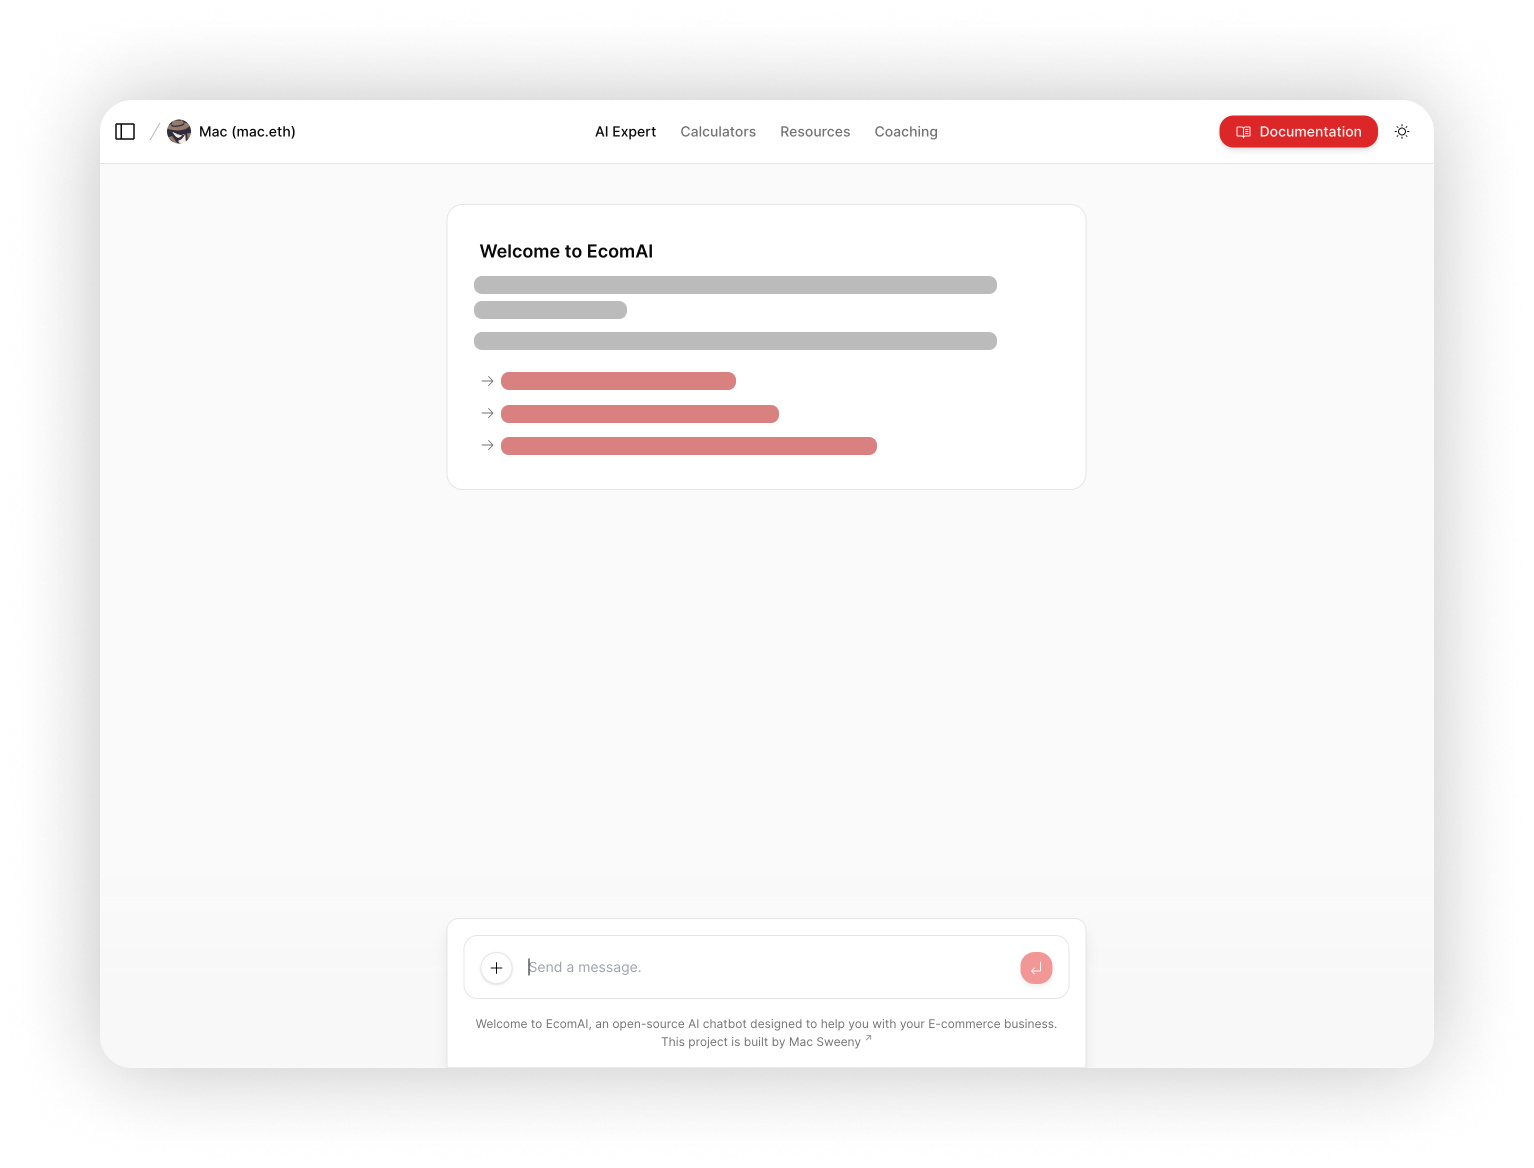 Mac (mac.eth)
AI Expert Calculators Resources Coaching
Documentation
Welcome to EcomAI
Send a message.
Welcome to EcomAI, an open-source AI chatbot designed to help you with your E-commerce business.
This project is built by Mac Sweeny ↗